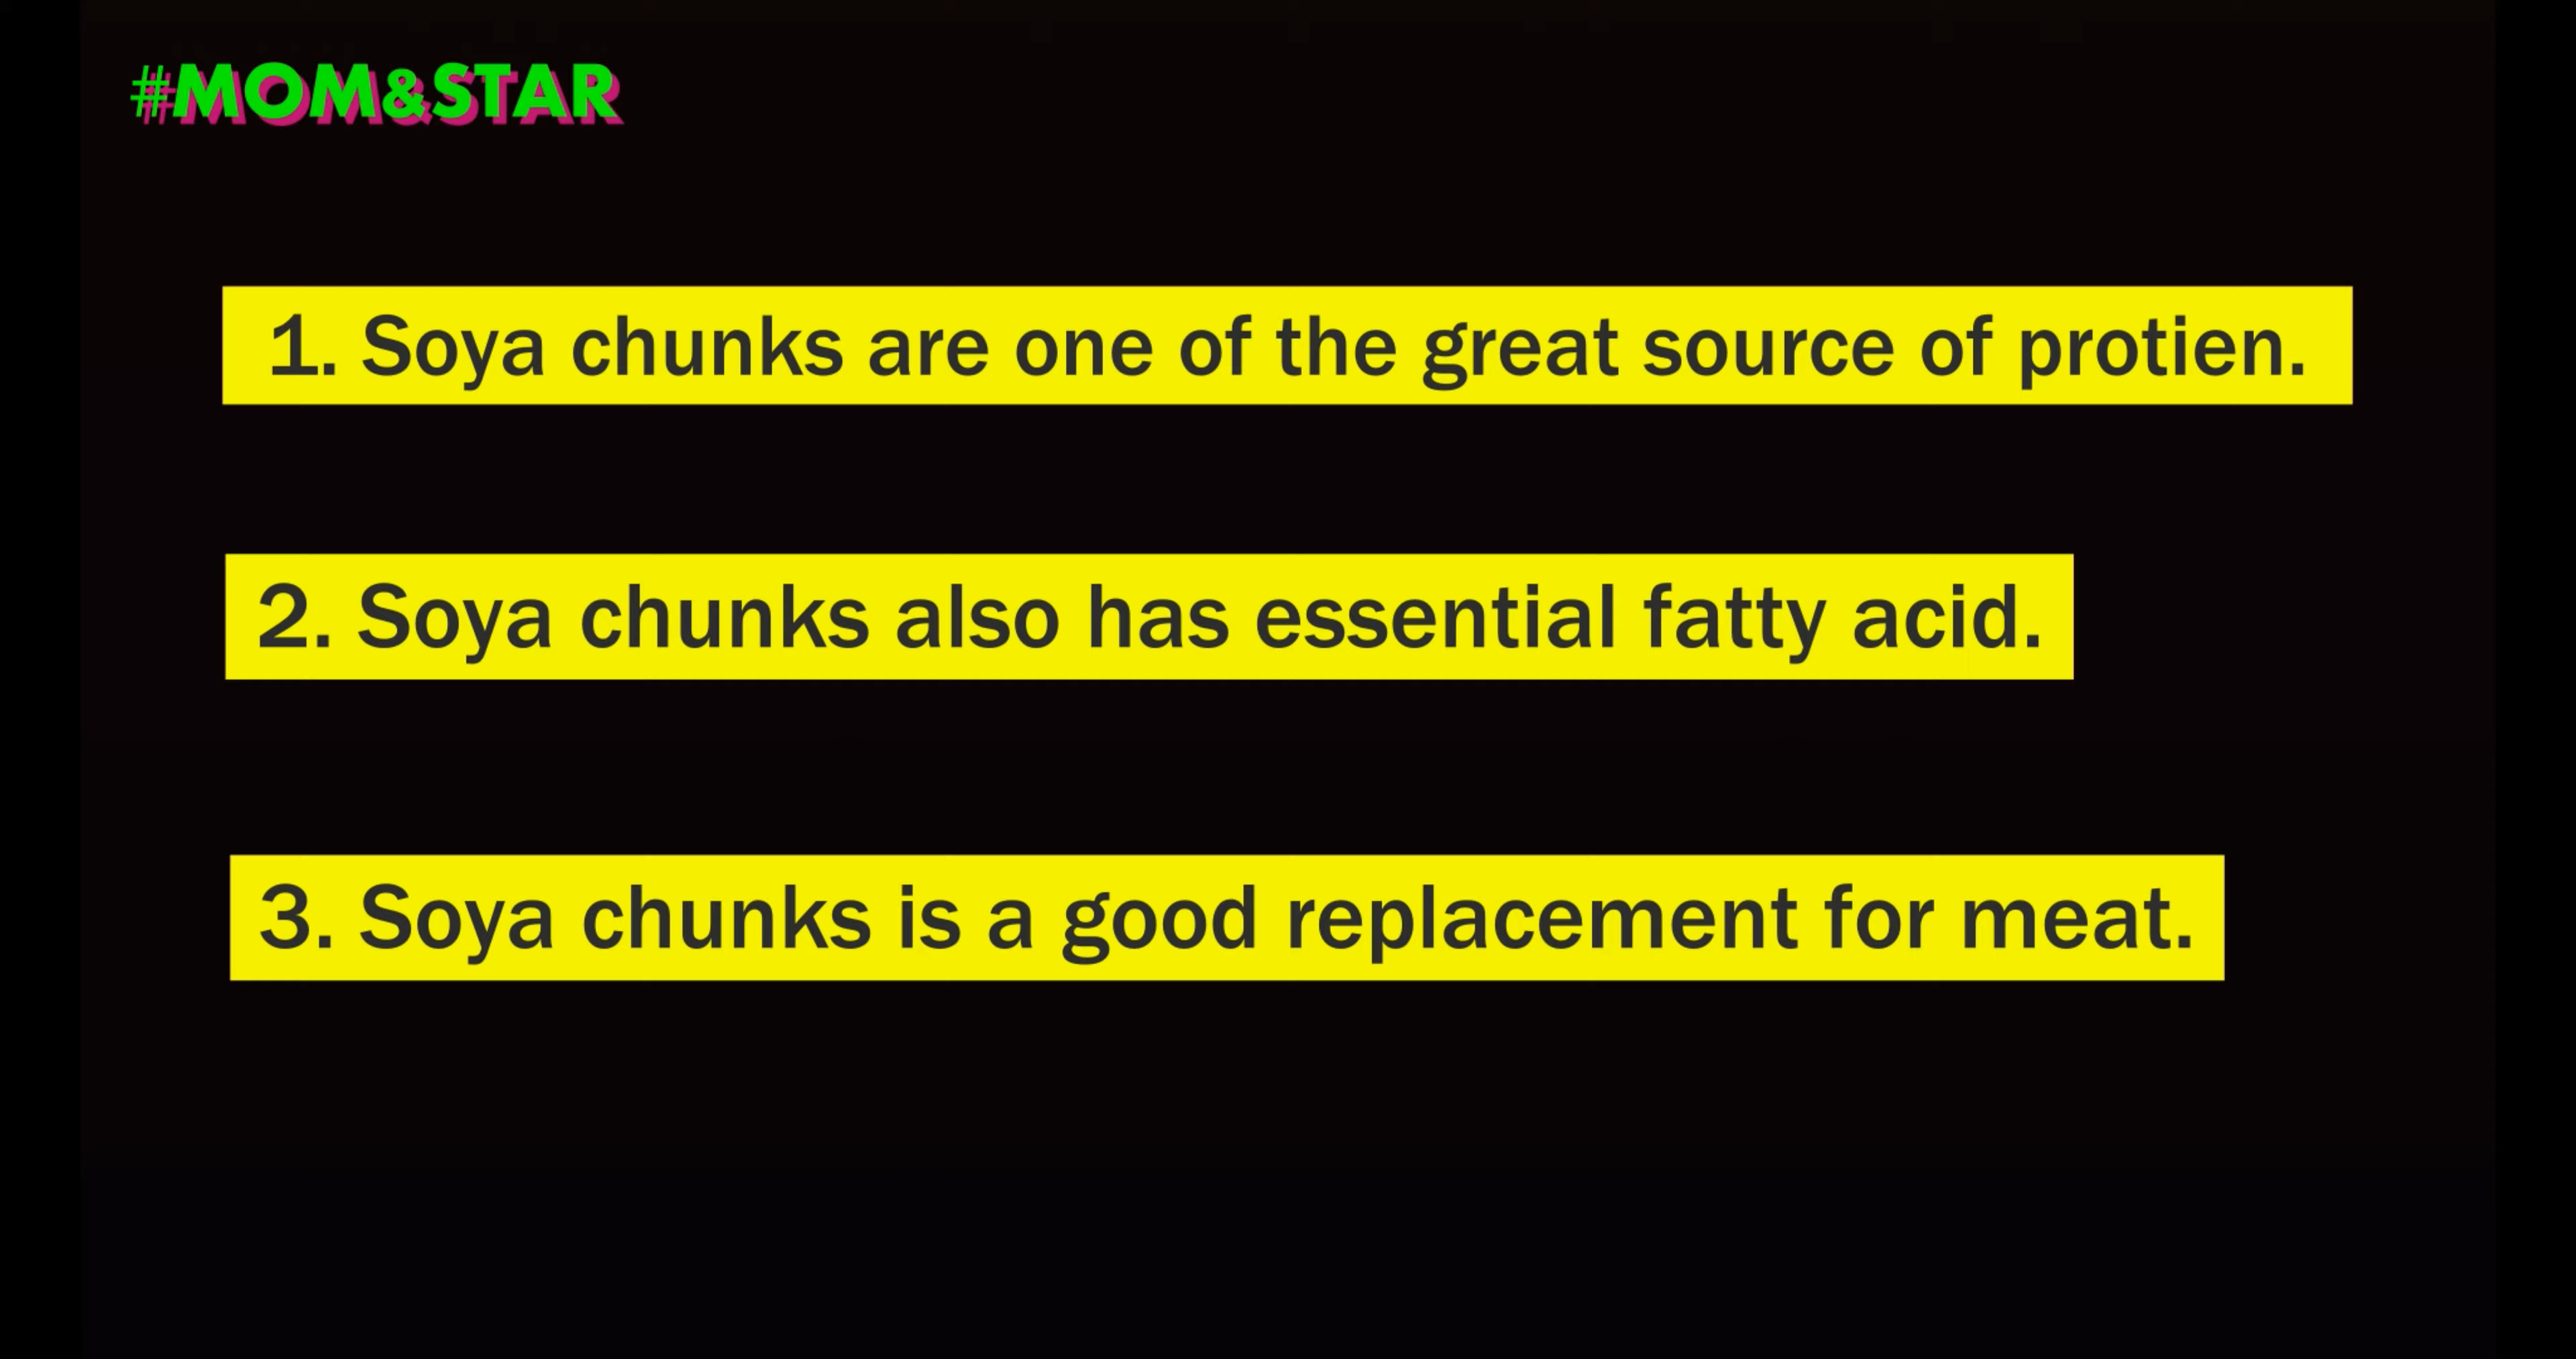 #MOM&STAR
1. Soya chunks are one of the great source of protien.
2. Soya chunks also has essential fatty acid.
3. Soya chunks is a good replacement for meat.